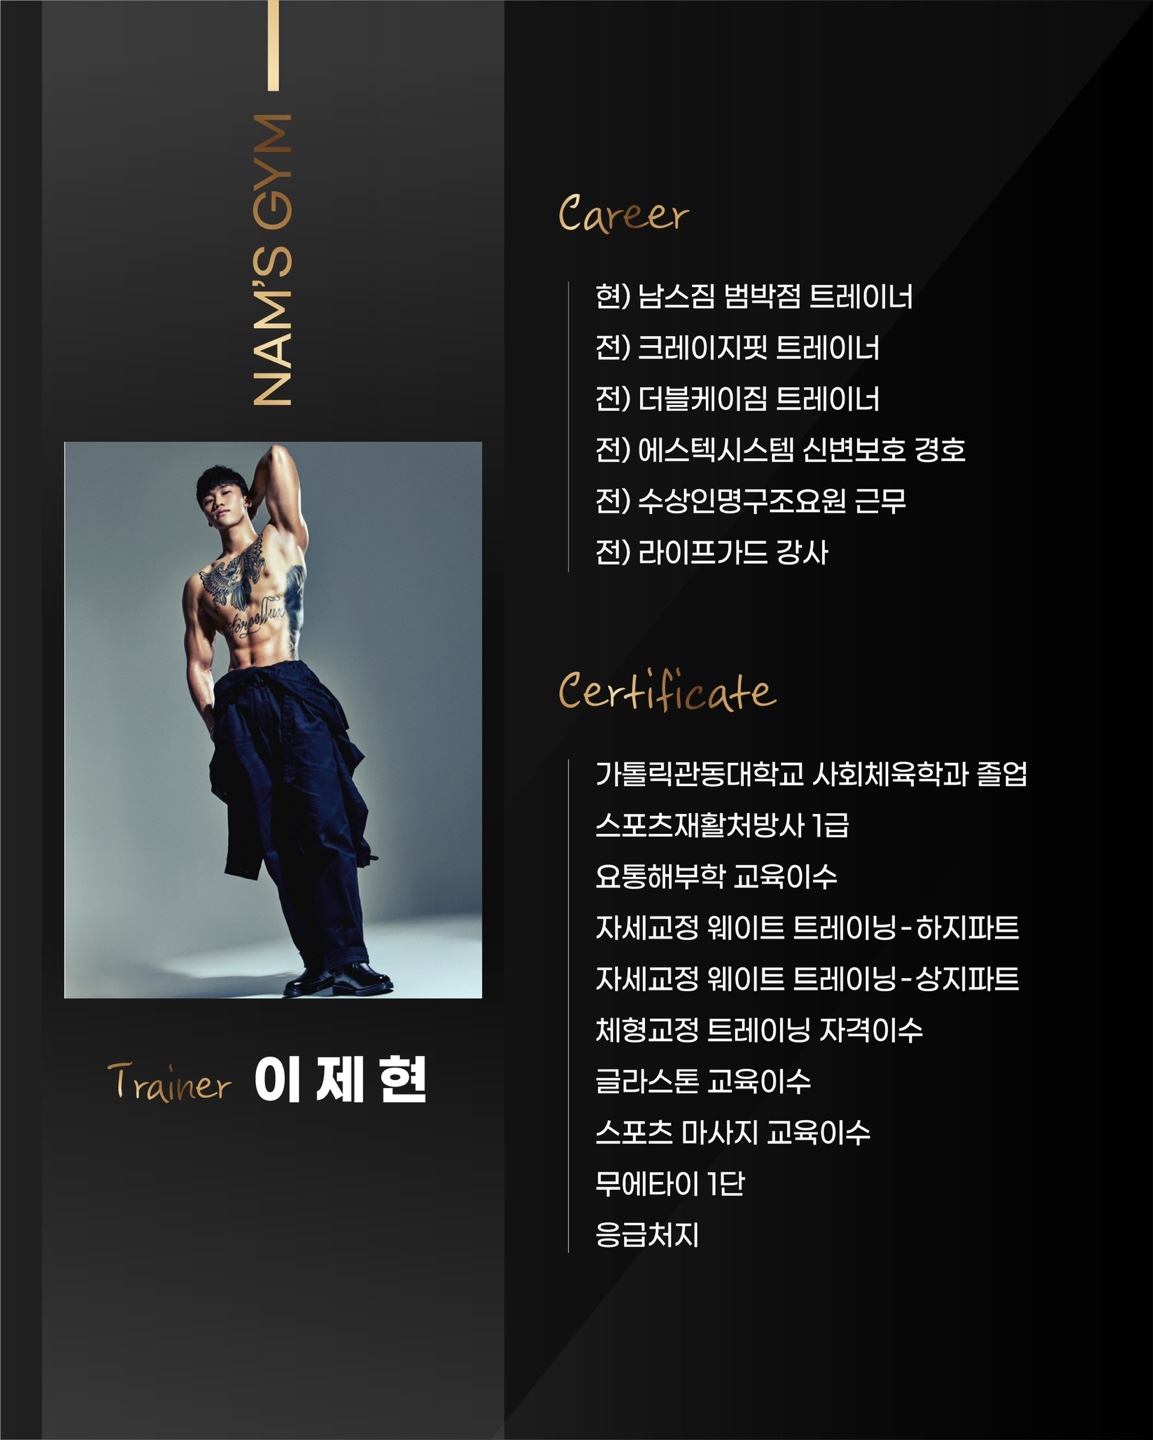 NAM'S GYM
Trainer 이제현
Career
현) 남스짐 범박점 트레이너
전) 크레이지핏 트레이너
전) 더블케이짐 트레이너
전) 에스텍시스템 신변보호 경호
전) 수상인명구조요원 근무
전) 라이프가드 강사
Certificate
가톨릭관동대학교 사회체육학과 졸업
스포츠재활처방사 1급
요통해부학 교육이수
자세교정 웨이트 트레이닝-하지파트
자세교정 웨이트 트레이닝-상지파트
체형교정 트레이닝 자격이수
글라스톤 교육이수
스포츠 마사지 교육이수
무에타이 1단
응급처지